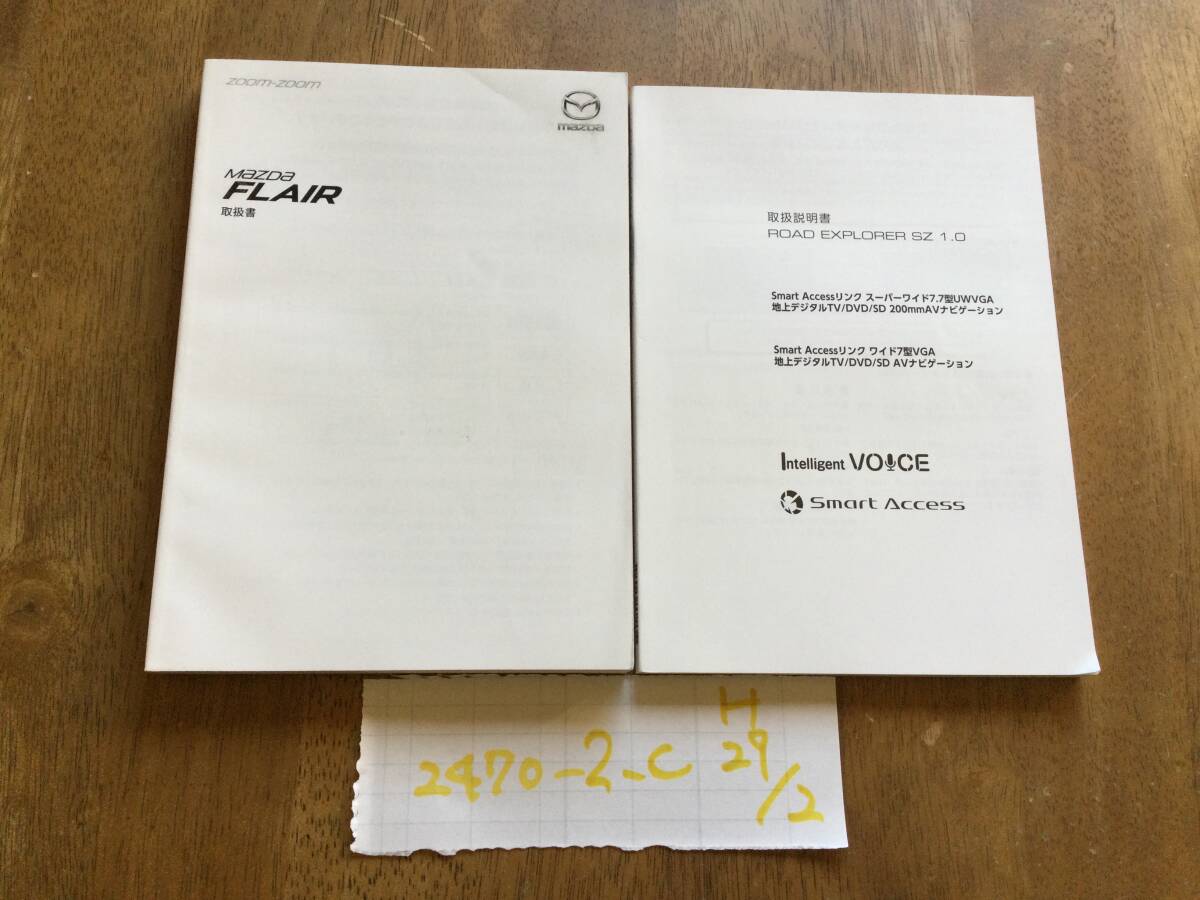 zoom-zoom
mazda
mazda
FLAIR
取扱書
取扱説明書
ROAD EXPLORER SZ 1.0
Smart Accessリンク スーパーワイド7.7型UWVGA
地上デジタルTV/DVD/SD 200mmAVナビゲーション
Smart Accessリンク ワイド7型VGA
地上デジタルTV/DVD/SD AVナビゲーション
Intelligent VOICE
Smart Access
2470-2-C
H
29
/2